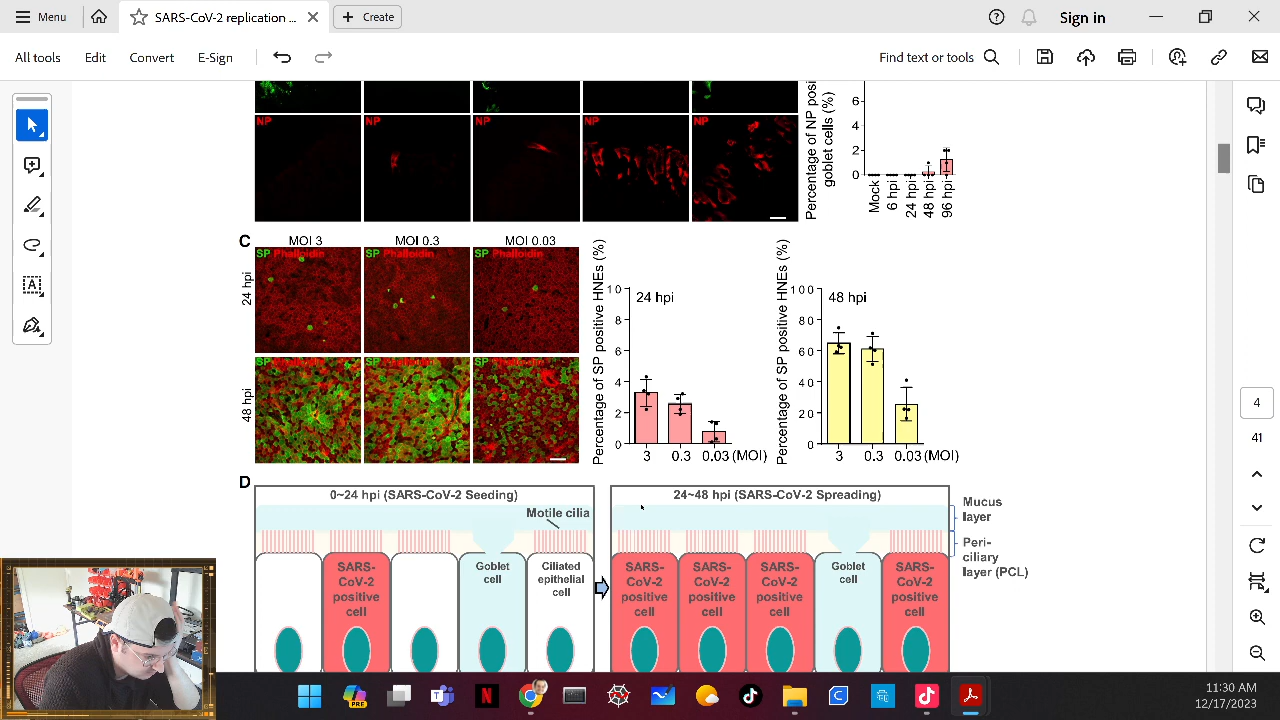 Menu
SARS-CoV-2 replication ...
Create
Sign in
All tools
Edit
Convert
E-Sign
Find text or tools
NP
NP
NP
NP
NP
Percentage of NP posi
goblet cells (%)
6
4
2
0
Mock
6 hpi
24 hpi
48 hpi
96 hpi
C
MOI 3
MOI 0.3
MOI 0.03
24 hpi
SP Phalloidin
SP Phalloidin
SP Phalloidin
48 hpi
SP Phalloidin
SP Phalloidin
SP Phalloidin
Percentage of SP positive HNEs (%)
24 hpi
10
8
6
4
2
0
3 0.3 0.03 (MOI)
Percentage of SP positive HNEs (%)
48 hpi
100
80
60
40
20
0
3 0.3 0.03 (MOI)
D
0~24 hpi (SARS-CoV-2 Seeding)
Motile cilia
SARS-
CoV-2
positive
cell
Goblet
cell
Ciliated
epithelial
cell
24~48 hpi (SARS-CoV-2 Spreading)
SARS-
CoV-2
positive
cell
SARS-
CoV-2
positive
cell
SARS-
CoV-2
positive
cell
Goblet
cell
SARS-
CoV-2
positive
cell
Mucus
layer
Peri-
ciliary
layer (PCL)
4
41
PRE
11:30 AM
12/17/2023